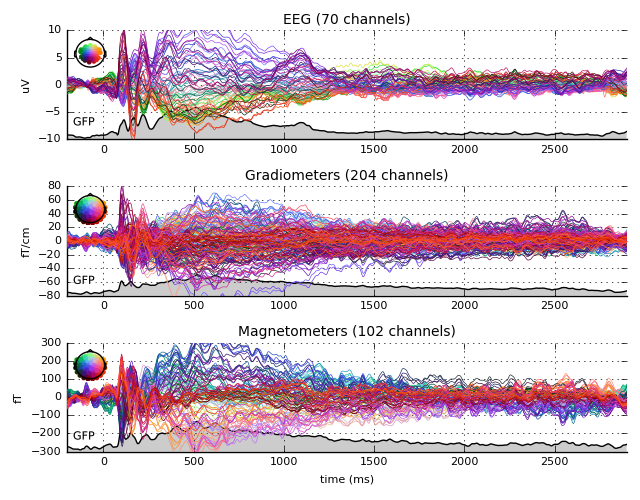 EEG (70 channels)
10
5
0
−5
−10
uV
GFP
0 500 1000 1500 2000 2500
Gradiometers (204 channels)
80
60
40
20
0
−20
−40
−60
−80
fT/cm
GFP
0 500 1000 1500 2000 2500
Magnetometers (102 channels)
300
200
100
0
−100
−200
−300
fT
GFP
0 500 1000 1500 2000 2500
time (ms)